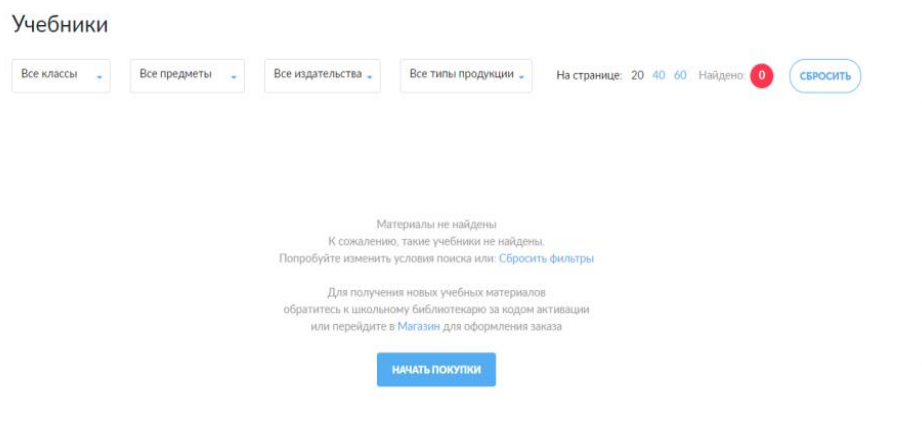 Учебники
Все классы Все предметы Все издательства Все типы продукции На странице: 20 40 60 Найдено: 0 СБРОСИТЬ
Материалы не найдены
К сожалению, такие учебники не найдены.
Попробуйте изменить условия поиска или: Сбросить фильтры
Для получения новых учебных материалов
обратитесь к школьному библиотекарю за кодом активации
или перейдите в Магазин для оформления заказа
НАЧАТЬ ПОКУПКИ